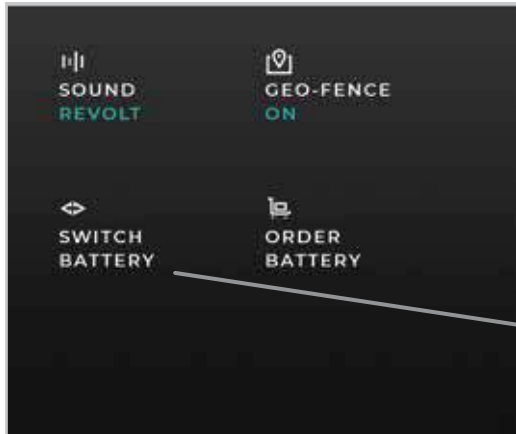 SOUND
REVOLT
GEO-FENCE
ON
SWITCH
BATTERY
ORDER
BATTERY